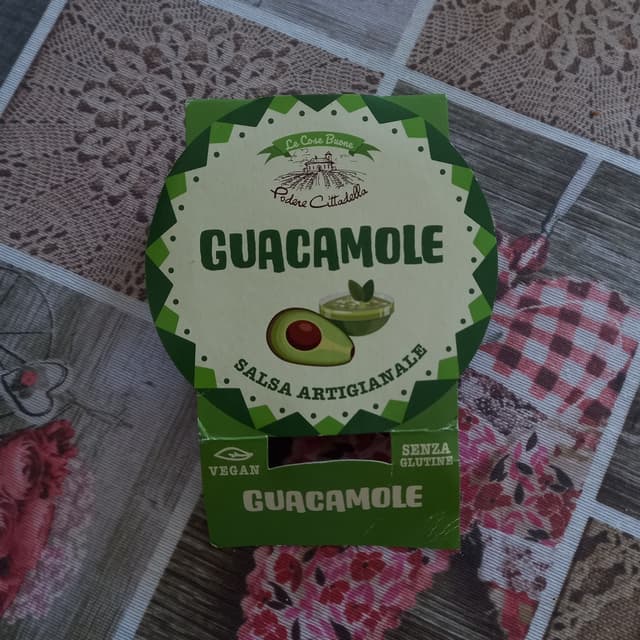 Le Cose Buone
Podere Cittadella
GUACAMOLE
SALSA ARTIGIANALE
VEGAN
SENZA
GLUTINE
GUACAMOLE